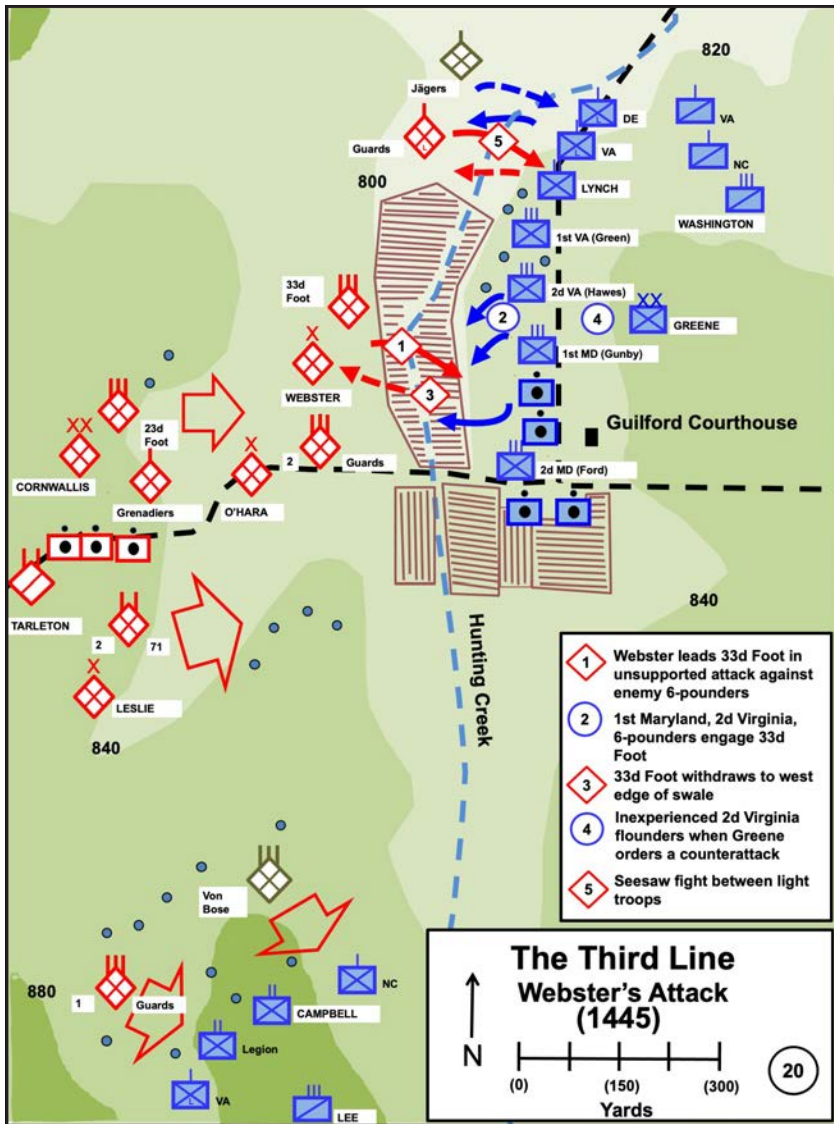 820
Jägers
DE
VA
VA
Guards
L
L
L
5
NC
800
LYNCH
WASHINGTON
1st VA (Green)
33d
Foot
2d VA (Hawes)
2
4
XX
GREENE
1
X
1st MD (Gunby)
WEBSTER
3
23d
Foot
XX
X
Guilford Courthouse
2
Guards
2d MD (Ford)
CORNWALLIS
Grenadiers
O'HARA
TARLETON
840
2
71
Hunting Creek
X
LESLIE
840
1
Webster leads 33d Foot in
unsupported attack against
enemy 6-pounders
2
1st Maryland, 2d Virginia,
6-pounders engage 33d
Foot
3
33d Foot withdraws to west
edge of swale
4
Inexperienced 2d Virginia
flounders when Greene
orders a counterattack
5
Seesaw fight between light
troops
Von
Bose
880
1
Guards
NC
CAMPBELL
Legion
L
VA
LEE
The Third Line
Webster's Attack
(1445)
N
(0)
(150)
(300)
Yards
20